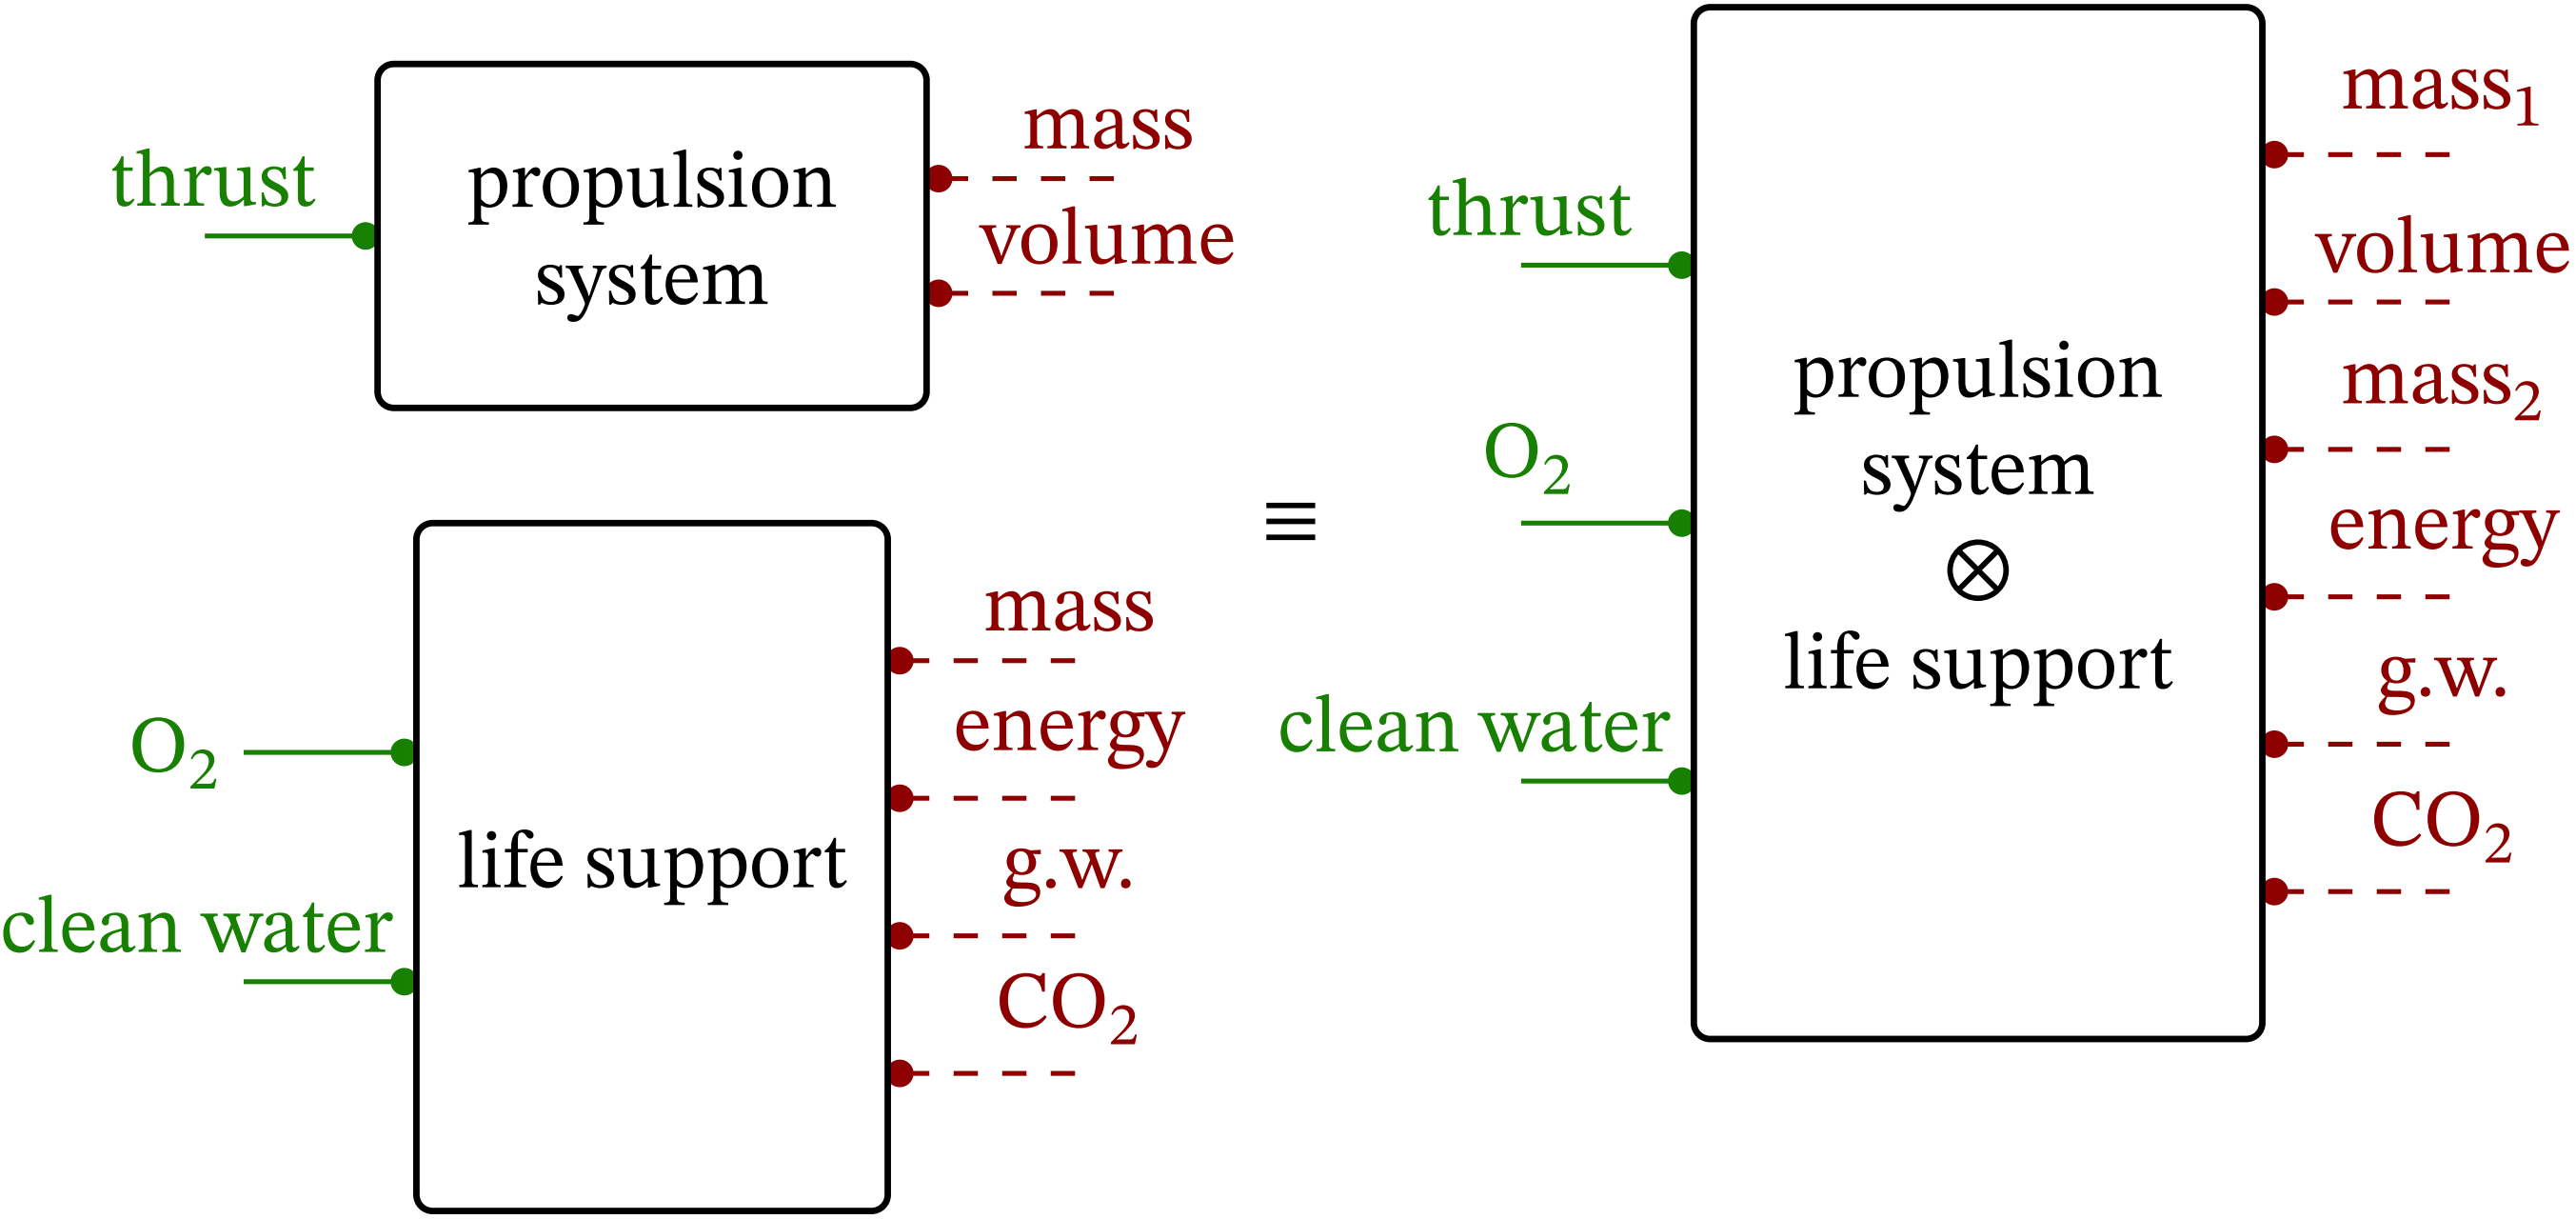 thrust
propulsion
system
mass
volume
O₂
clean water
life support
mass
energy
g.w.
CO₂
≡
thrust
O₂
clean water
propulsion
system
⊗
life support
mass₁
volume
mass₂
energy
g.w.
CO₂